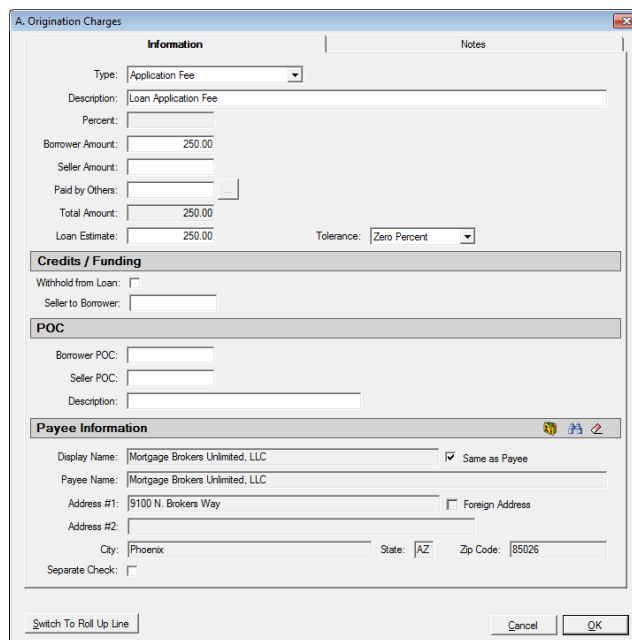 A. Origination Charges
Information Notes
Type: Application Fee
Description: Loan Application Fee
Percent:
Borrower Amount: 250.00
Seller Amount:
Paid by Others: ...
Total Amount: 250.00
Loan Estimate: 250.00 Tolerance: Zero Percent
Credits / Funding
Withhold from Loan:
Seller to Borrower:
POC
Borrower POC:
Seller POC:
Description:
Payee Information
Display Name: Mortgage Brokers Unlimited, LLC Same as Payee
Payee Name: Mortgage Brokers Unlimited, LLC
Address #1: 9100 N. Brokers Way Foreign Address
Address #2:
City: Phoenix State: AZ Zip Code: 85026
Separate Check:
Switch To Roll Up Line Cancel OK